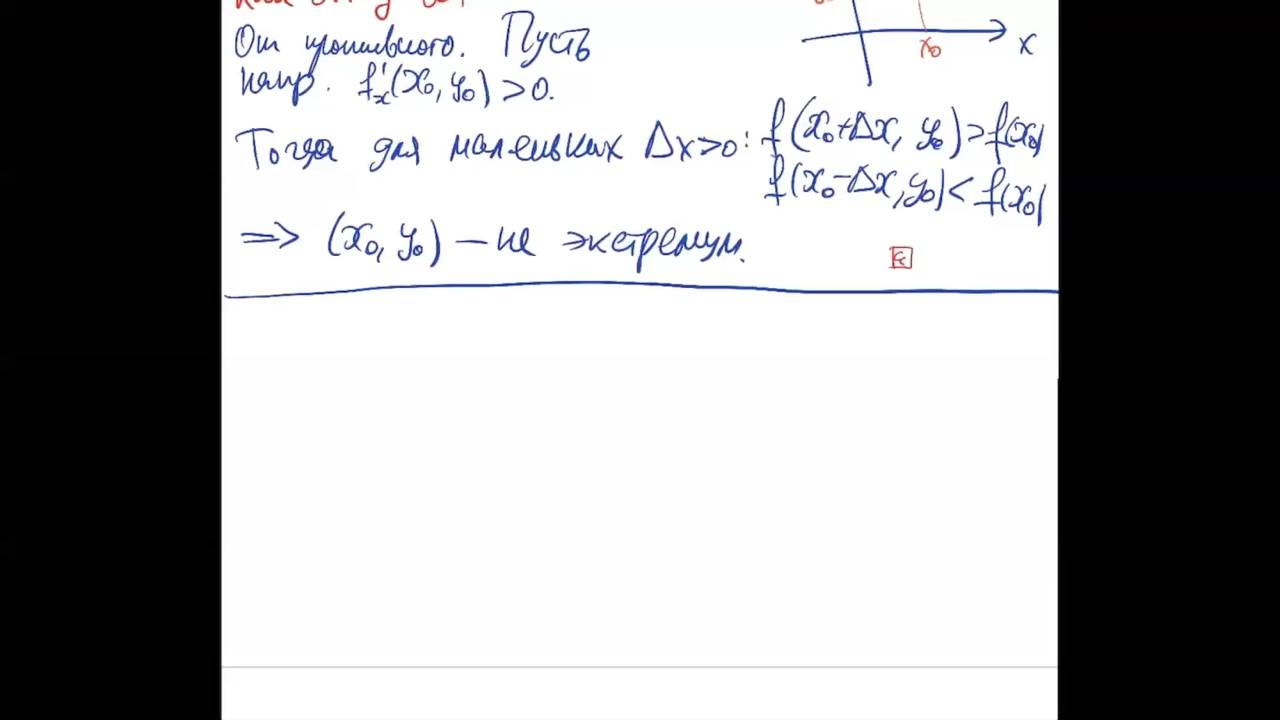 От противного. Пусть
напр. f'ₓ(x₀, y₀) > 0.
x₀
x
Тогда для маленьких Δx>0: f(x₀+Δx, y₀) > f(x₀)
f(x₀-Δx, y₀) < f(x₀)
=> (x₀, y₀) — не экстремум.